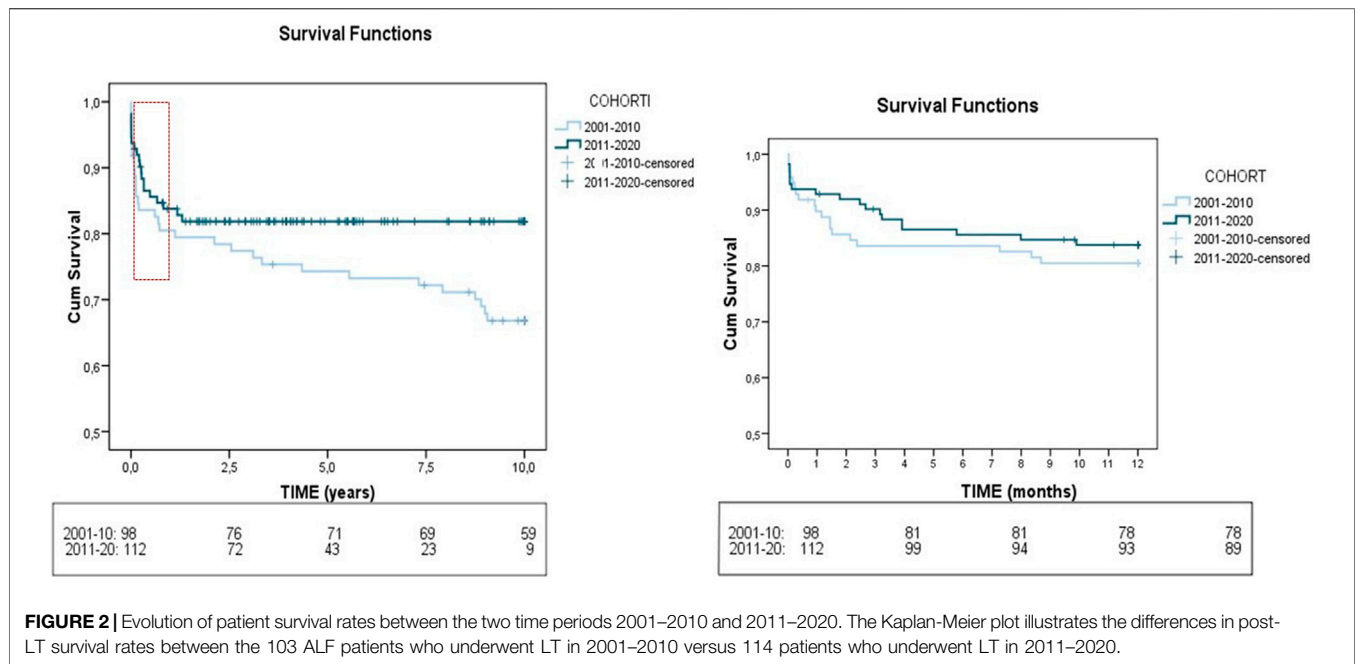 Survival Functions
Cum Survival
1,0
0,9
0,8
0,7
0,6
0,5
0,0 2,5 5,0 7,5 10,0
TIME (years)
COHORTI
2001-2010
2011-2020
-2010-censored
2011-2020-censored
2001-10: 98 76 71 69 59
2011-20: 112 72 43 23 9
Survival Functions
Cum Survival
1,0
0,9
0,8
0,7
0,6
0,5
0 1 2 3 4 5 6 7 8 9 10 11 12
TIME (months)
COHORT
2001-2010
2011-2020
2001-2010-censored
2011-2020-censored
2001-10: 98 81 81 78 78
2011-20: 112 99 94 93 89
FIGURE 2 | Evolution of patient survival rates between the two time periods 2001–2010 and 2011–2020. The Kaplan-Meier plot illustrates the differences in post-
LT survival rates between the 103 ALF patients who underwent LT in 2001–2010 versus 114 patients who underwent LT in 2011–2020.